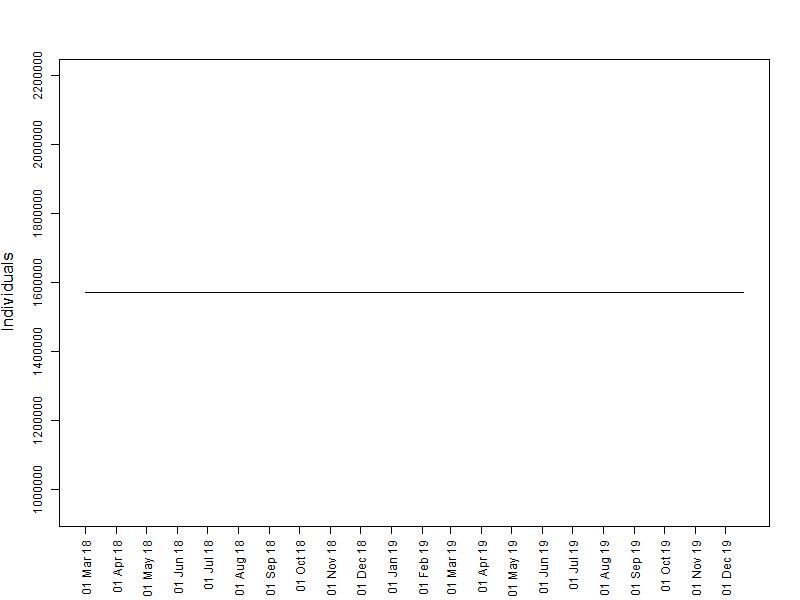 Individuals
2200000
2000000
1800000
1600000
1400000
1200000
1000000
01 Mar 18
01 Apr 18
01 May 18
01 Jun 18
01 Jul 18
01 Aug 18
01 Sep 18
01 Oct 18
01 Nov 18
01 Dec 18
01 Jan 19
01 Feb 19
01 Mar 19
01 Apr 19
01 May 19
01 Jun 19
01 Jul 19
01 Aug 19
01 Sep 19
01 Oct 19
01 Nov 19
01 Dec 19